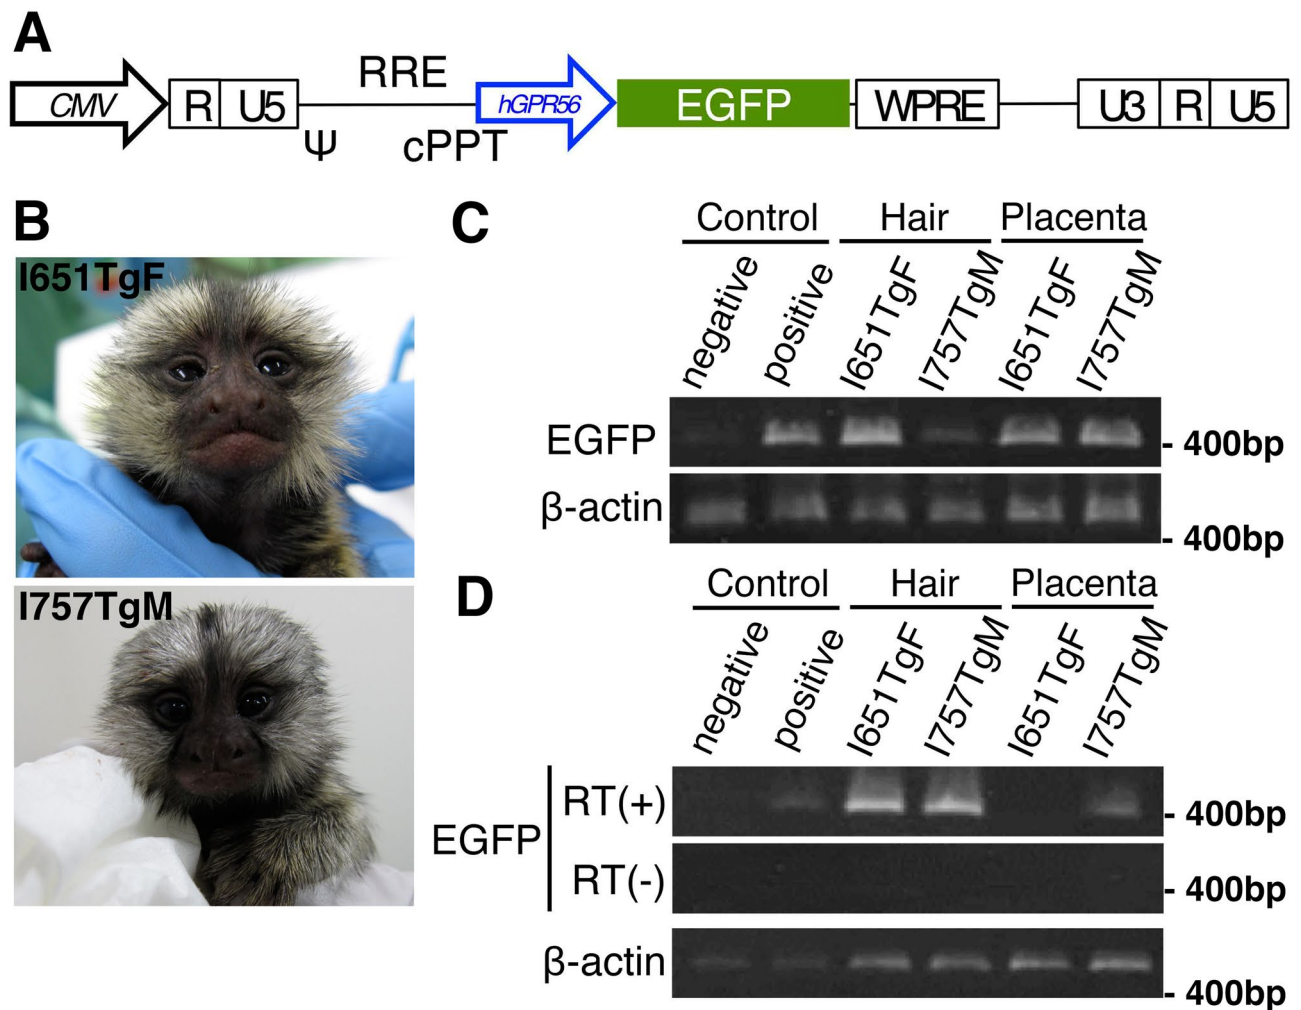 A
CMV R U5 RRE hGPR56 EGFP WPRE U3 R U5
Ψ cPPT
B
I651TgF
I757TgM
C
Control Hair Placenta
negative positive I651TgF I757TgM I651TgF I757TgM
EGFP - 400bp
β-actin
- 400bp
D
Control Hair Placenta
negative positive I651TgF I757TgM I651TgF I757TgM
EGFP
RT(+) - 400bp
RT(-) - 400bp
β-actin
- 400bp